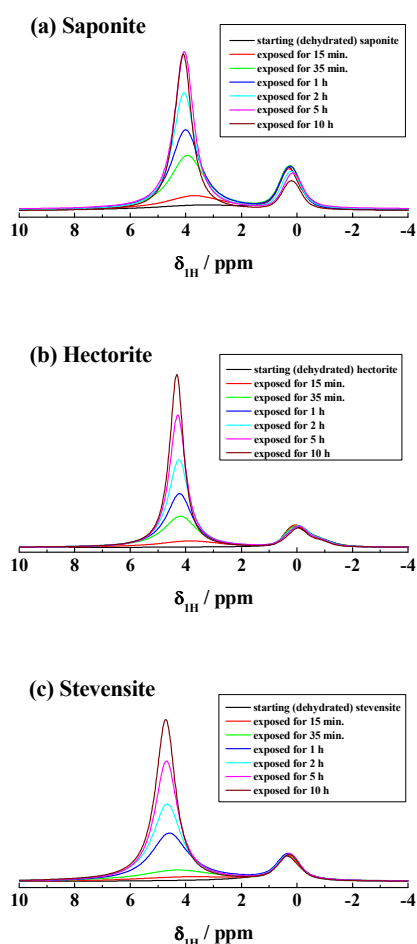 (a) Saponite
starting (dehydrated) saponite
exposed for 15 min.
exposed for 35 min.
exposed for 1 h
exposed for 2 h
exposed for 5 h
exposed for 10 h
10 8 6 4 2 0 -2 -4
δ1H / ppm
(b) Hectorite
starting (dehydrated) hectorite
exposed for 15 min.
exposed for 35 min.
exposed for 1 h
exposed for 2 h
exposed for 5 h
exposed for 10 h
10 8 6 4 2 0 -2 -4
δ1H / ppm
(c) Stevensite
starting (dehydrated) stevensite
exposed for 15 min.
exposed for 35 min.
exposed for 1 h
exposed for 2 h
exposed for 5 h
exposed for 10 h
10 8 6 4 2 0 -2 -4
δ1H / ppm